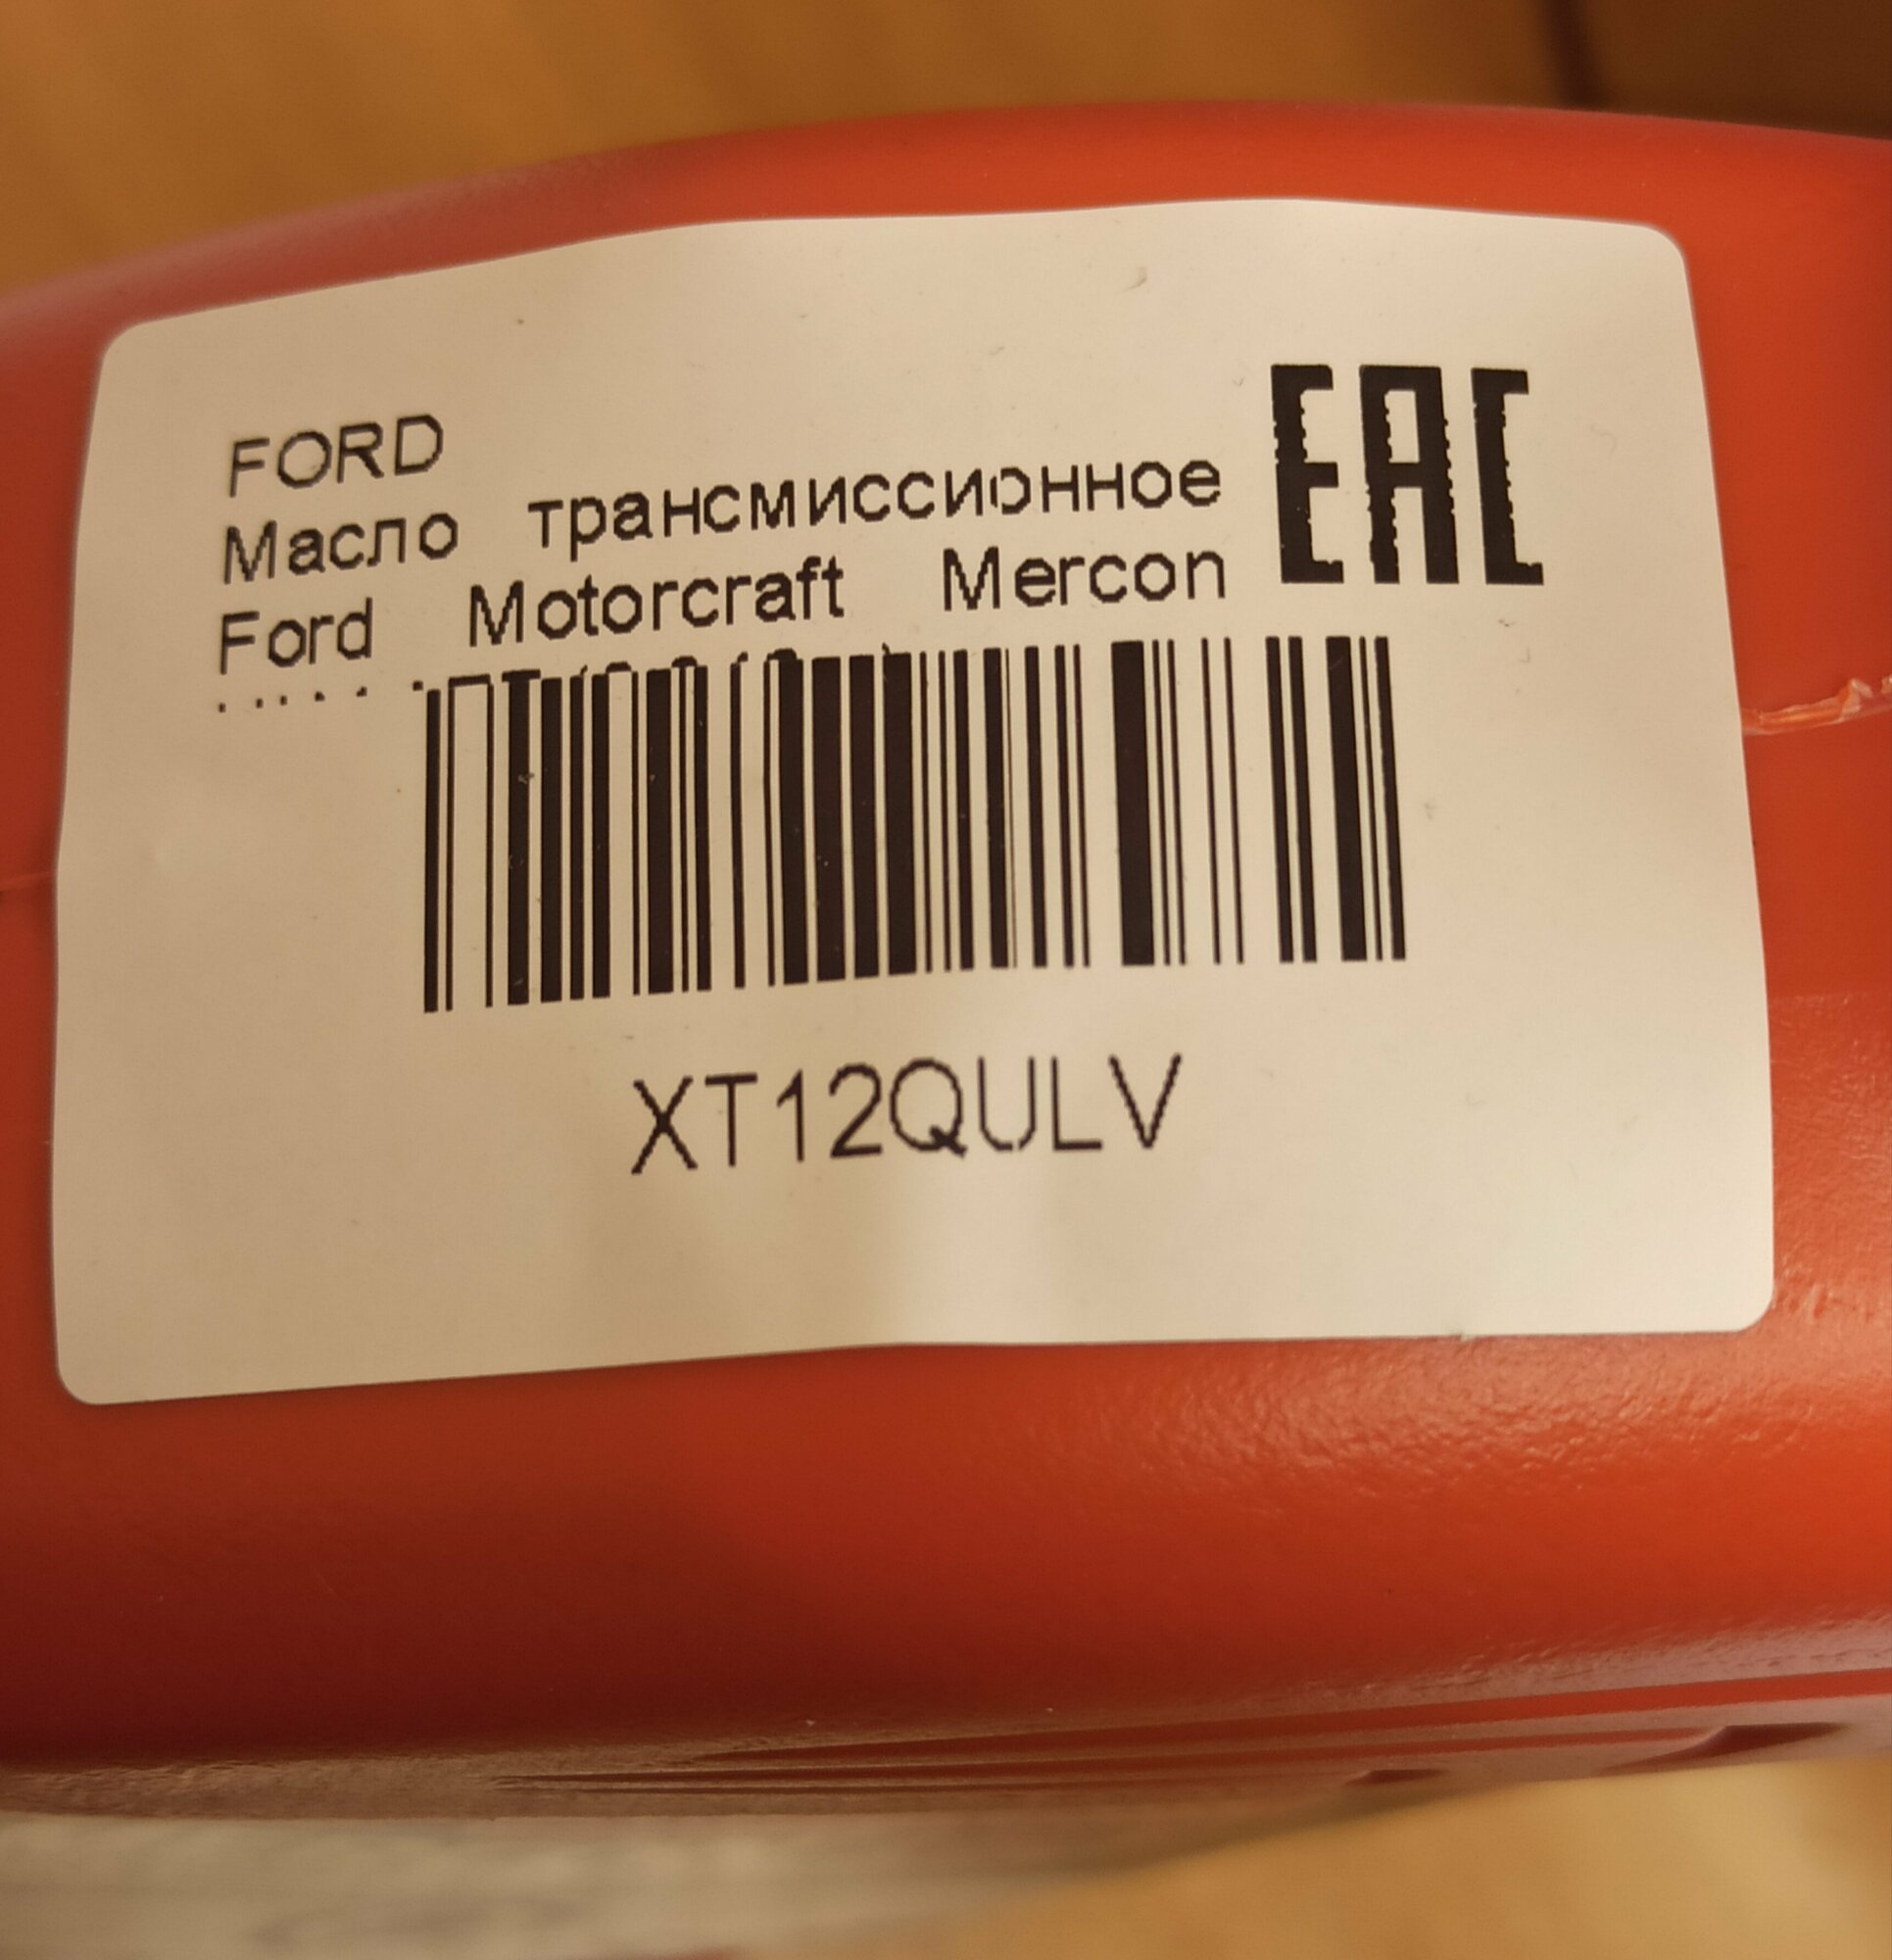 FORD
Масло трансмиссионное
Ford Motorcraft Mercon
EAC
XT12QULV